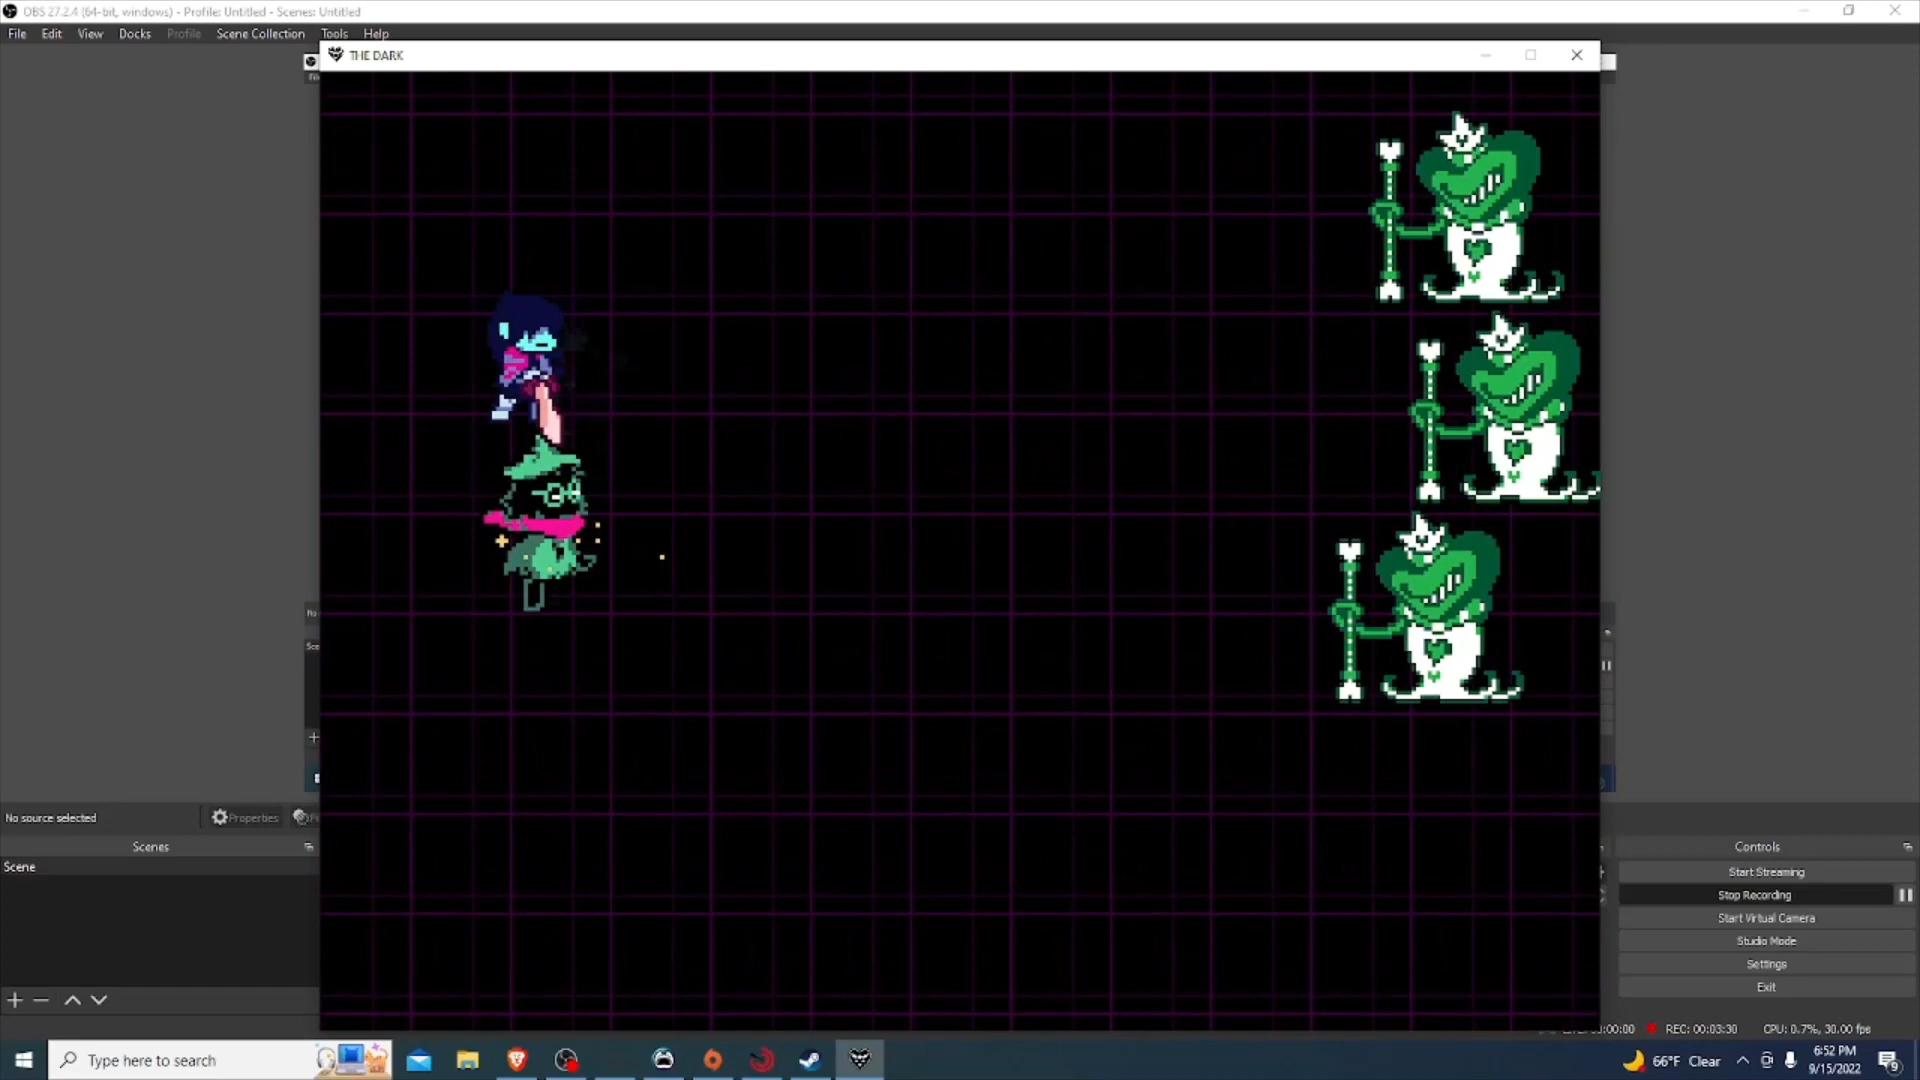 OBS 27.2.4 (64-bit, windows) - Profile: Untitled - Scenes: Untitled
File Edit View Docks Profile Scene Collection Tools Help
THE DARK
No
No source selected
Properties
Scenes
Scene
Controls
Start Streaming
Stop Recording
Start Virtual Camera
Studio Mode
Settings
Exit
REC: 00:03:30 CPU: 0.7%, 30.00 fps
Type here to search
66°F Clear
6:52 PM
9/15/2022
9